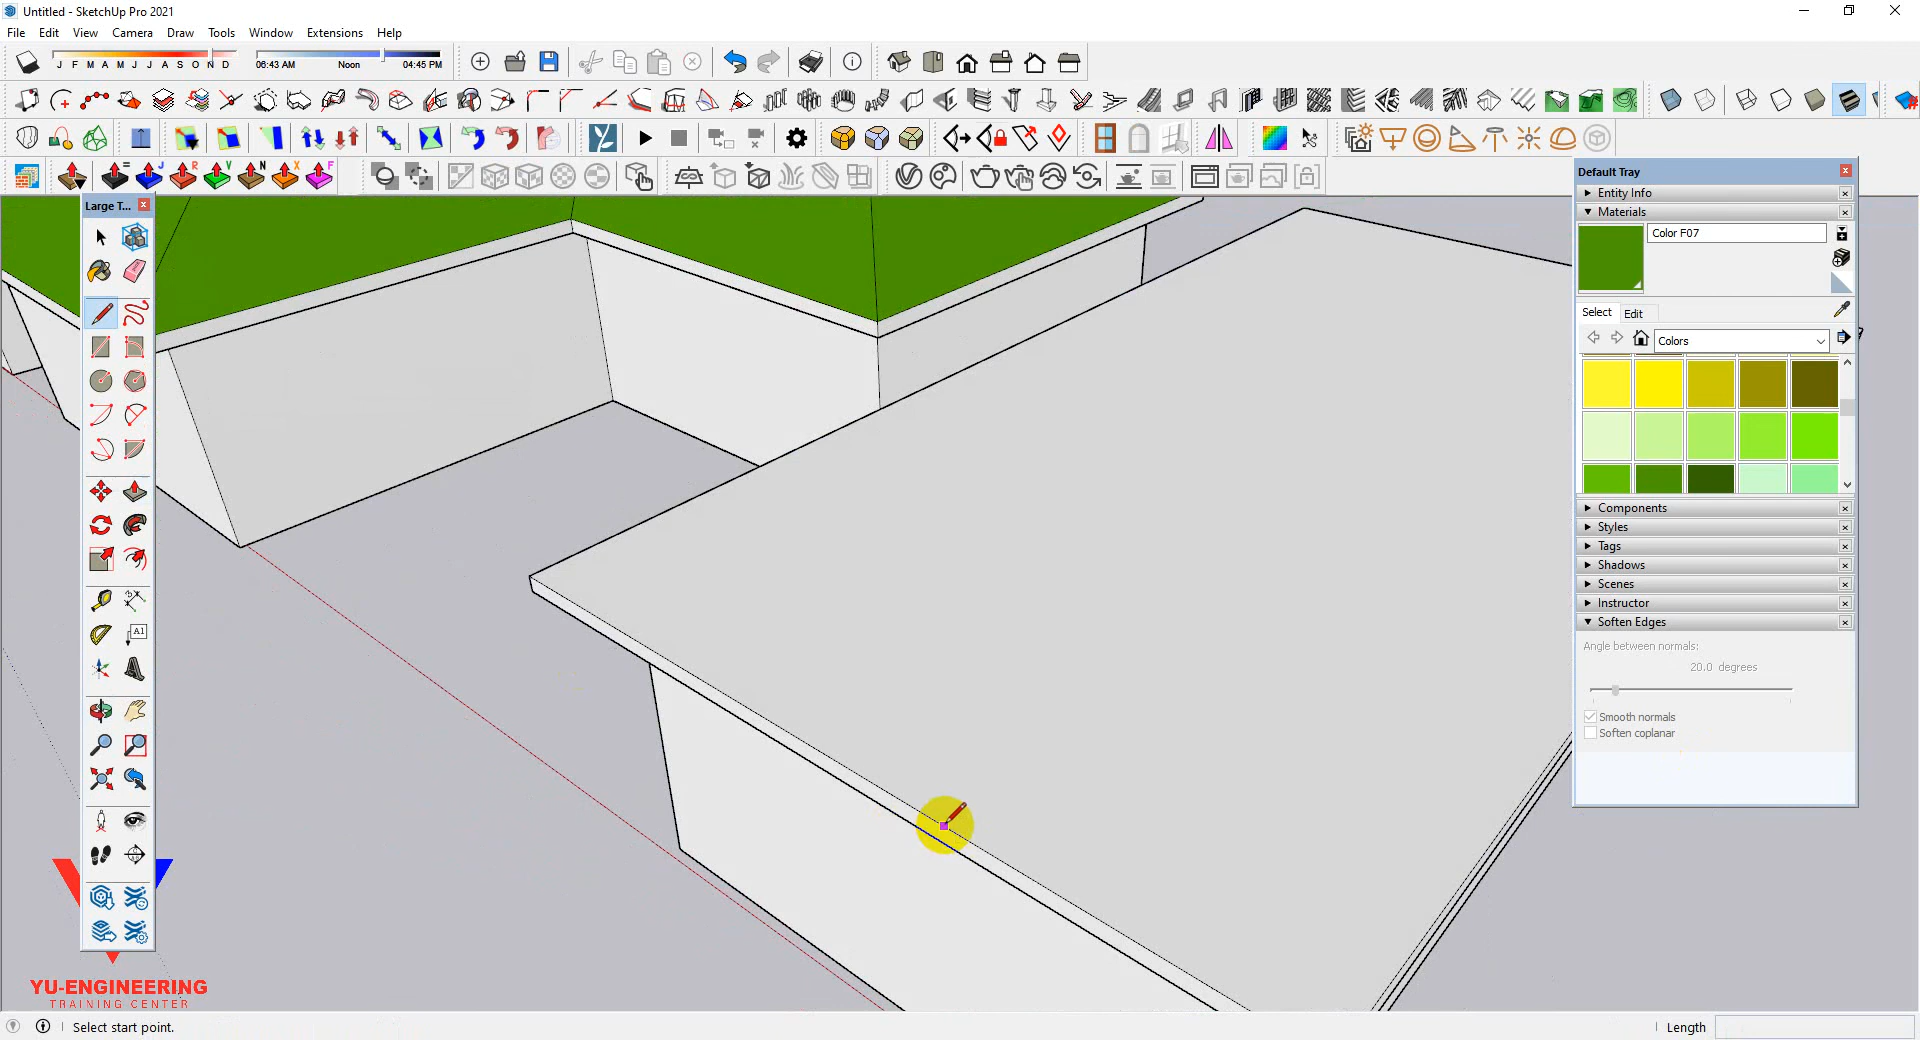 Untitled - SketchUp Pro 2021
File Edit View Camera Draw Tools Window Extensions Help
J F M A M J J A S O N D
06:43 AM Noon 04:45 PM
Large T...
Default Tray
Entity Info
Materials
Color F07
Select Edit
Colors
Components
Styles
Tags
Shadows
Scenes
Instructor
Soften Edges
Angle between normals:
20.0 degrees
Smooth normals
Soften coplanar
A1
YU-ENGINEERING
TRAINING CENTER
Select start point.
Length